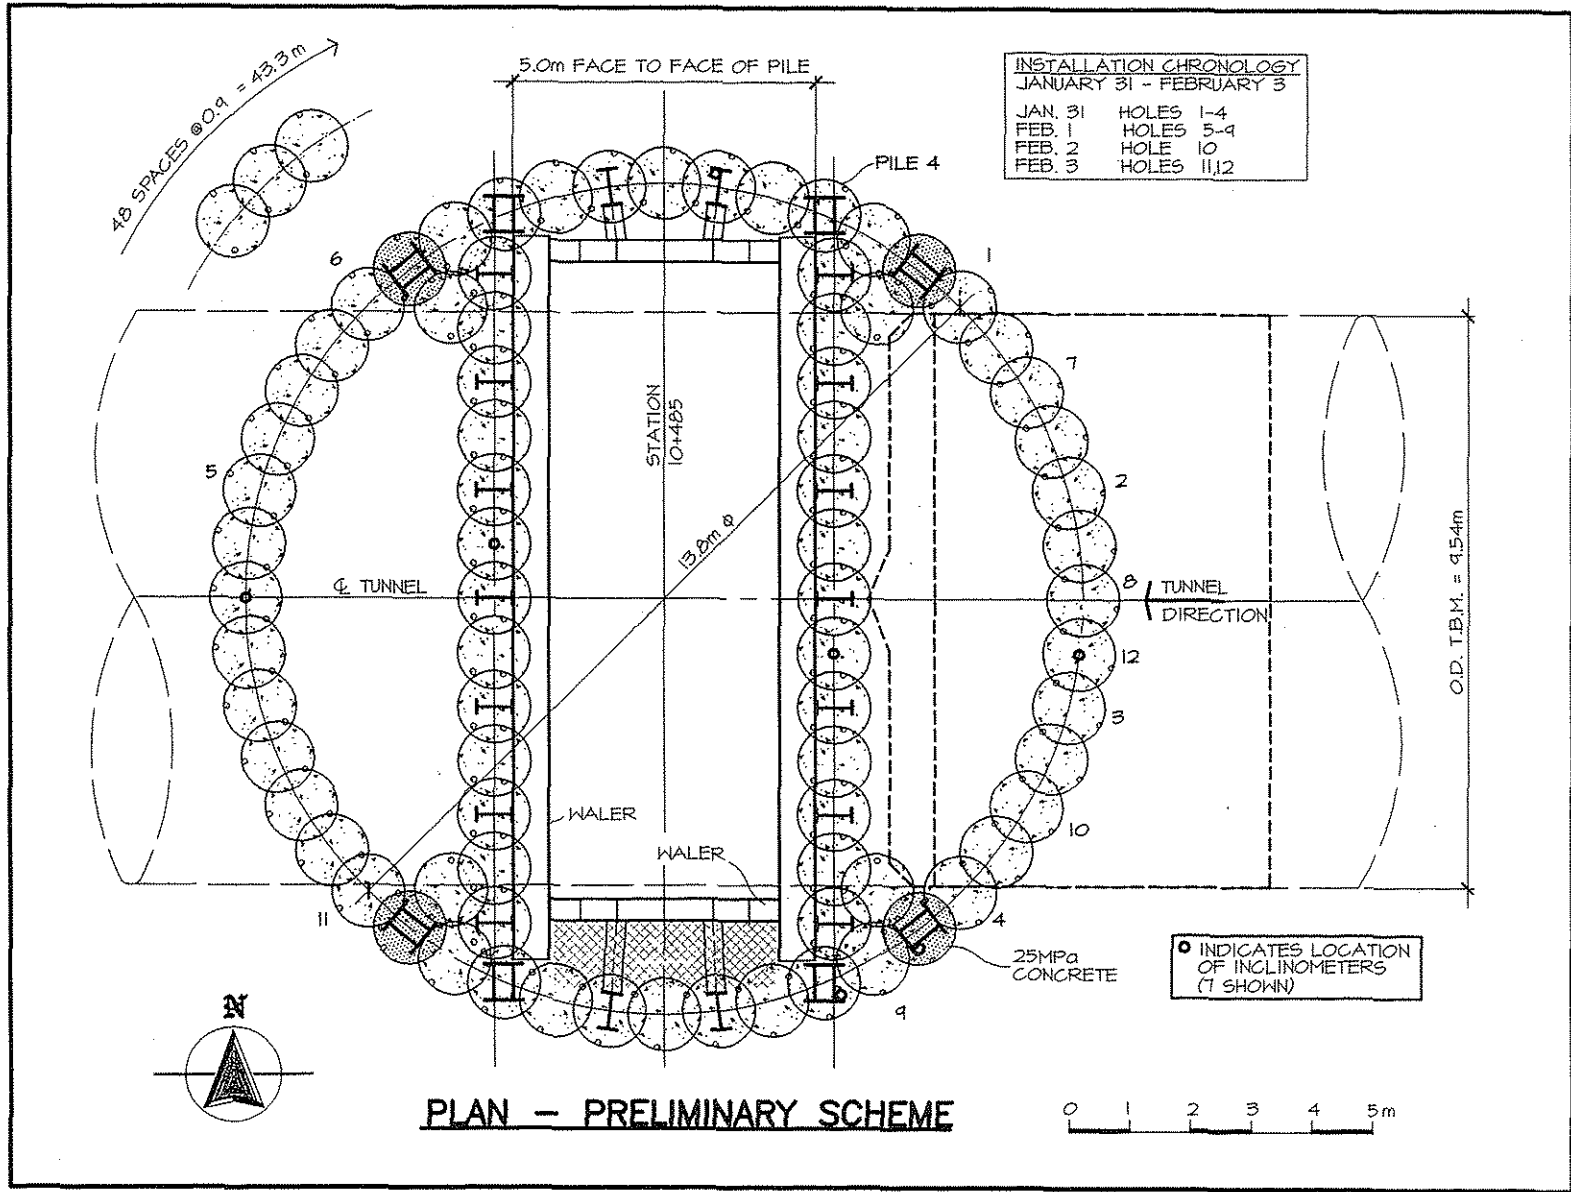 48 SPACES @0.9 = 43.3m
5.0m FACE TO FACE OF PILE
INSTALLATION CHRONOLOGY
JANUARY 31 - FEBRUARY 3
JAN. 31 HOLES 1-4
FEB. 1 HOLES 5-9
FEB. 2 HOLE 10
FEB. 3 HOLES 11,12
PILE 4
6
1
7
STATION
10+485
5
2
13.8m φ
O.D. T.B.M. = 9.54m
℄ TUNNEL
8
TUNNEL
DIRECTION
12
3
WALER
10
WALER
11
4
25MPa
CONCRETE
INDICATES LOCATION
OF INCLINOMETERS
(7 SHOWN)
9
N
PLAN – PRELIMINARY SCHEME
0 1 2 3 4 5m